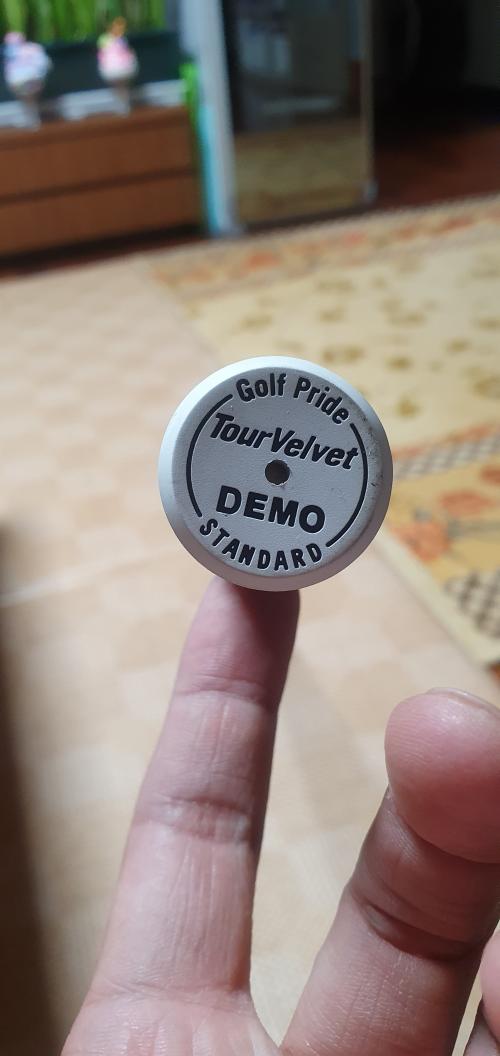 Golf Pride
TourVelvet
DEMO
STANDARD